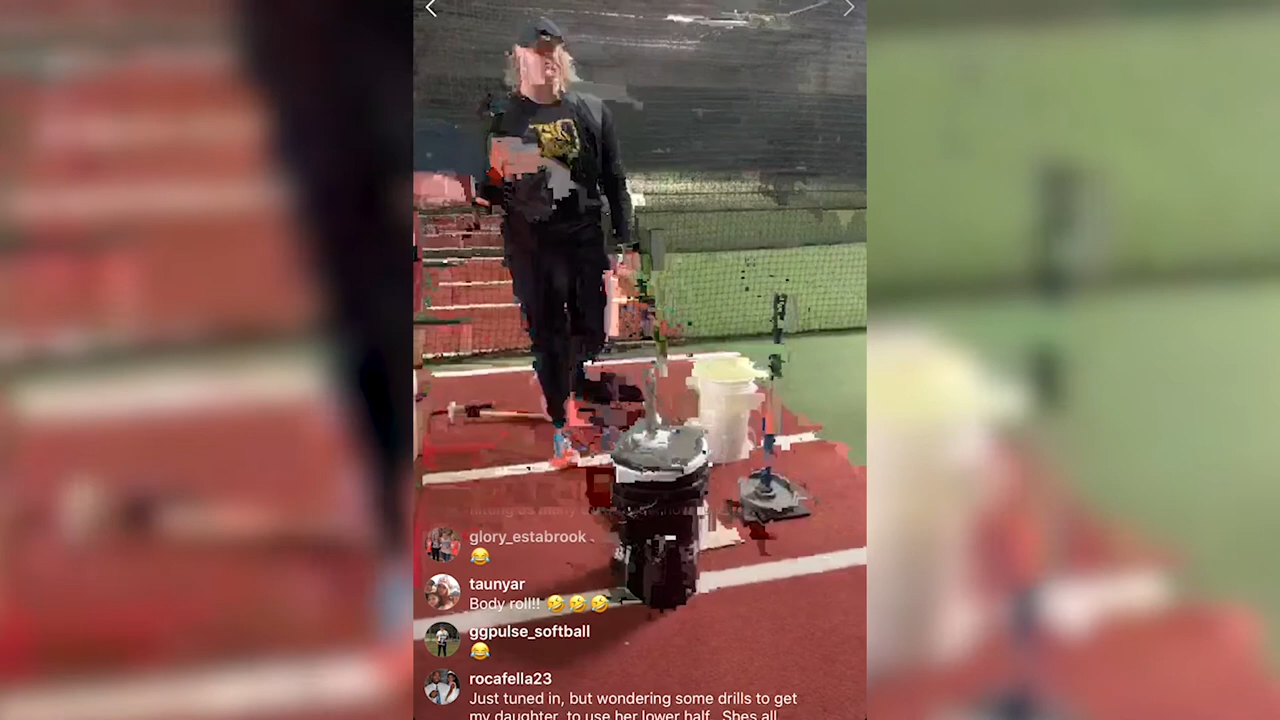 glory_estabrook
😂
taunyar
Body roll!! 🤣🤣🤣
ggpulse_softball
😂
rocafella23
Just tuned in, but wondering some drills to get
my daughter to use her lower half. Shes all